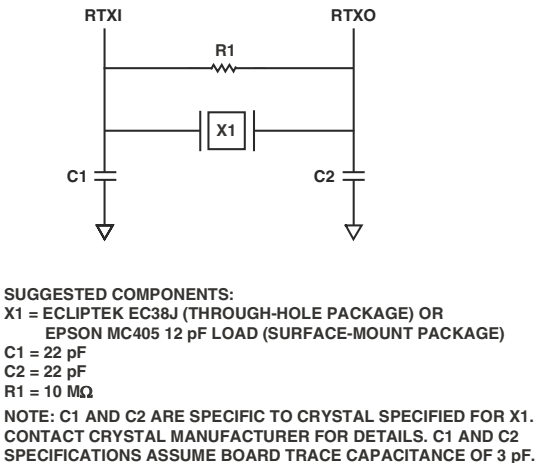 RTXI
RTXO
R1
X1
C1
C2
SUGGESTED COMPONENTS:
X1 = ECLIPTEK EC38J (THROUGH-HOLE PACKAGE) OR
EPSON MC405 12 pF LOAD (SURFACE-MOUNT PACKAGE)
C1 = 22 pF
C2 = 22 pF
R1 = 10 MΩ
NOTE: C1 AND C2 ARE SPECIFIC TO CRYSTAL SPECIFIED FOR X1.
CONTACT CRYSTAL MANUFACTURER FOR DETAILS. C1 AND C2
SPECIFICATIONS ASSUME BOARD TRACE CAPACITANCE OF 3 pF.